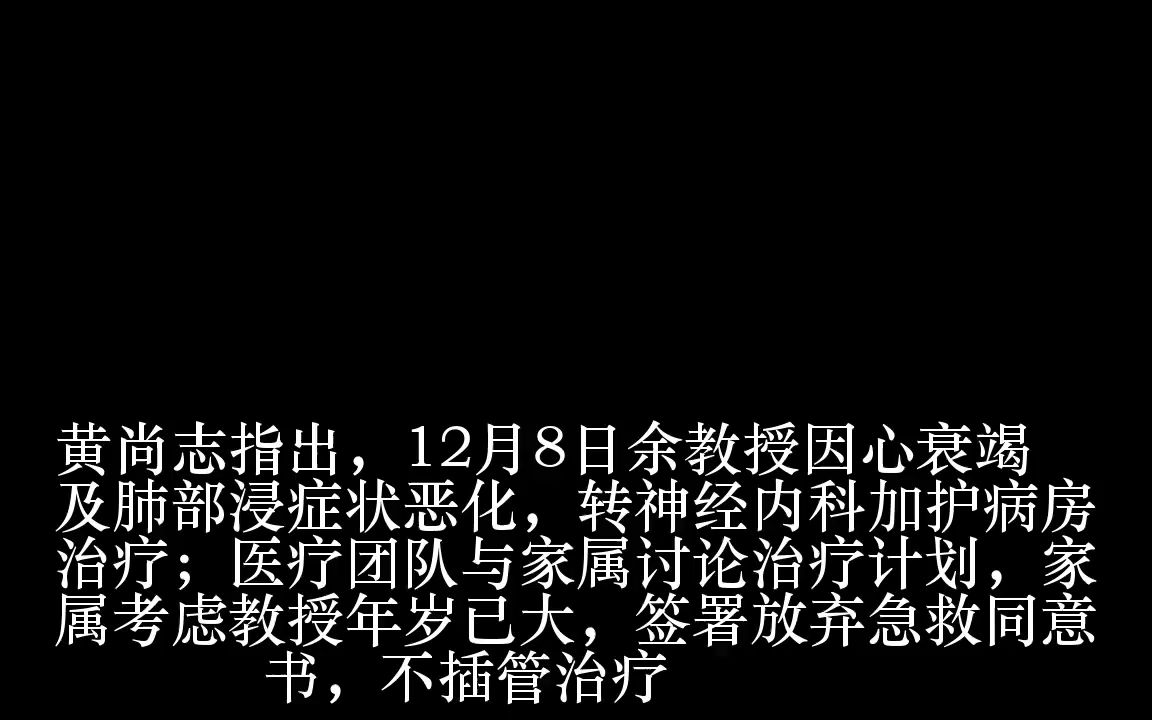 黄尚志指出，12月8日余教授因心衰竭
及肺部浸症状恶化，转神经内科加护病房
治疗；医疗团队与家属讨论治疗计划，家
属考虑教授年岁已大，签署放弃急救同意
书，不插管治疗